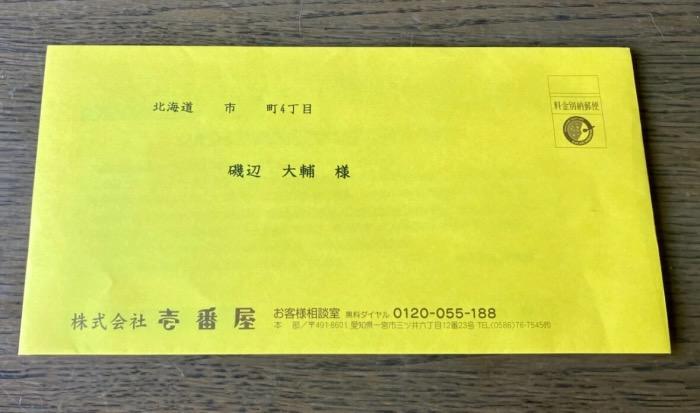 北海道　　市　　町4丁目
料金別納郵便
磯辺　大輔　様
株式会社 壱番屋 お客様相談室 無料ダイヤル 0120-055-188
本　部／〒491-8601 愛知県一宮市三ツ井六丁目12番23号 TEL(0586)76-7545㈹